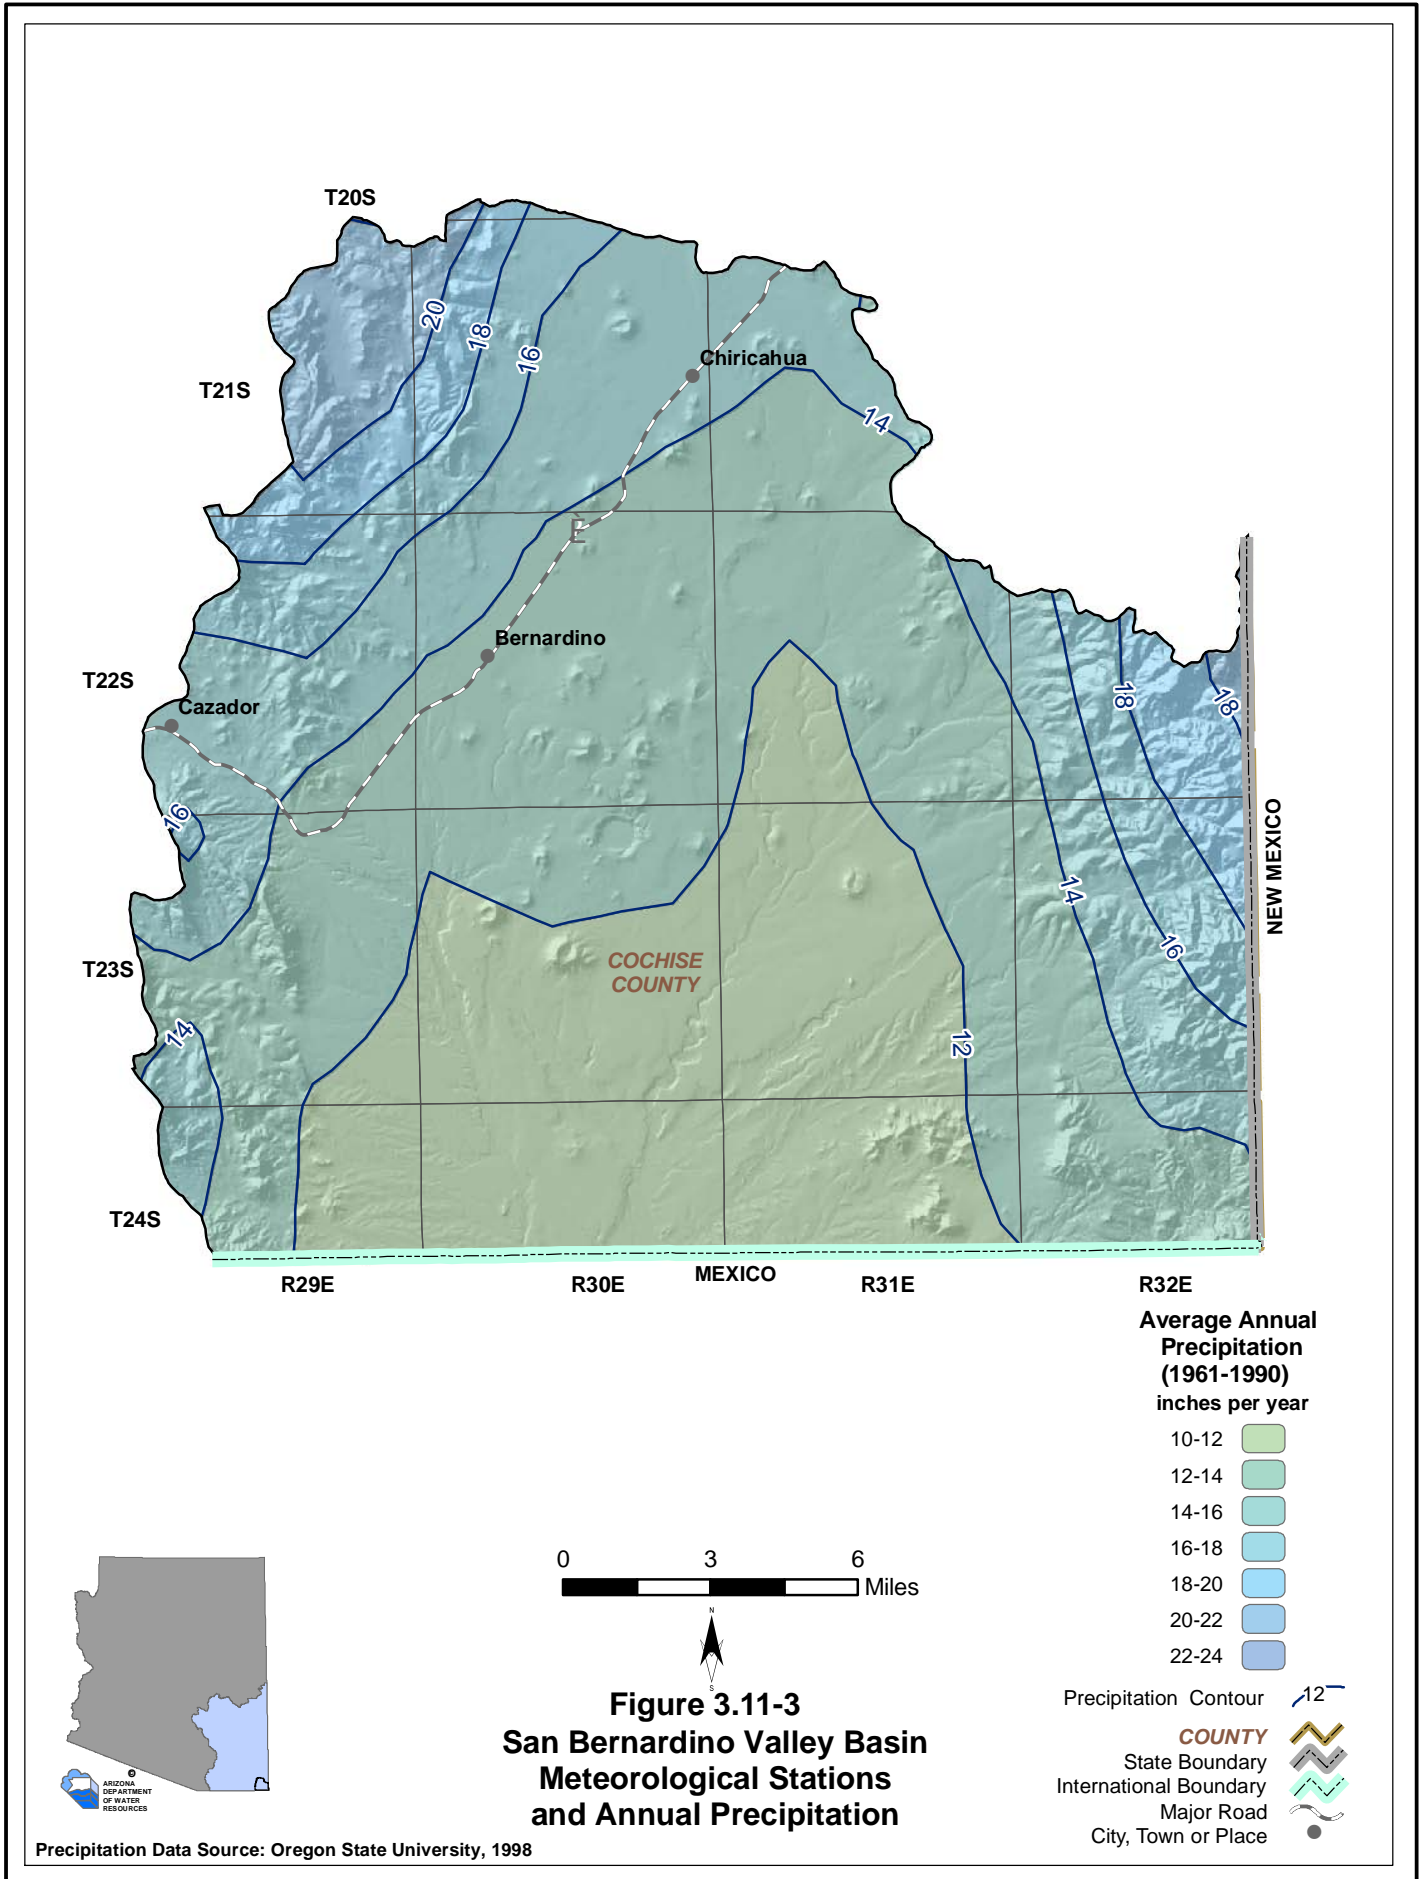 T20S
20
18
16
Chiricahua
T21S
14
È
Bernardino
T22S
18
18
Cazador
16
NEW MEXICO
14
16
COCHISE
COUNTY
T23S
14
12
T24S
MEXICO
R29E
R30E
R31E
R32E
Average Annual
Precipitation
(1961-1990)
inches per year
10-12
12-14
14-16
16-18
18-20
20-22
22-24
Precipitation Contour
12
COUNTY
State Boundary
International Boundary
Major Road
City, Town or Place
0 3 6
Miles
N
S
Figure 3.11-3
San Bernardino Valley Basin
Meteorological Stations
and Annual Precipitation
©
ARIZONA
DEPARTMENT
OF WATER
RESOURCES
Precipitation Data Source: Oregon State University, 1998